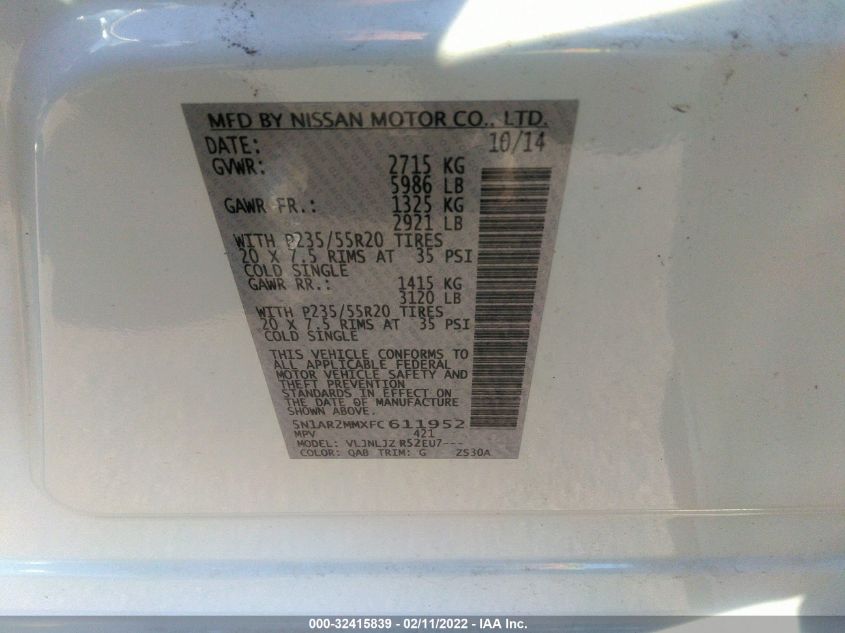 MFD BY NISSAN MOTOR CO., LTD.
DATE: 10/14
GVWR: 2715 KG
5986 LB
GAWR FR.: 1325 KG
2921 LB
WITH P235/55R20 TIRES
20 X 7.5 RIMS AT 35 PSI
COLD SINGLE
GAWR RR.: 1415 KG
3120 LB
WITH P235/55R20 TIRES
20 X 7.5 RIMS AT 35 PSI
COLD SINGLE
THIS VEHICLE CONFORMS TO
ALL APPLICABLE FEDERAL
MOTOR VEHICLE SAFETY AND
THEFT PREVENTION
STANDARDS IN EFFECT ON
THE DATE OF MANUFACTURE
SHOWN ABOVE.
5N1AR2MMXFC611952
MPV 421
MODEL: VLJNLJZ R52EU7---
COLOR: QAB TRIM: G ZS30A
000-32415839 - 02/11/2022 - IAA Inc.